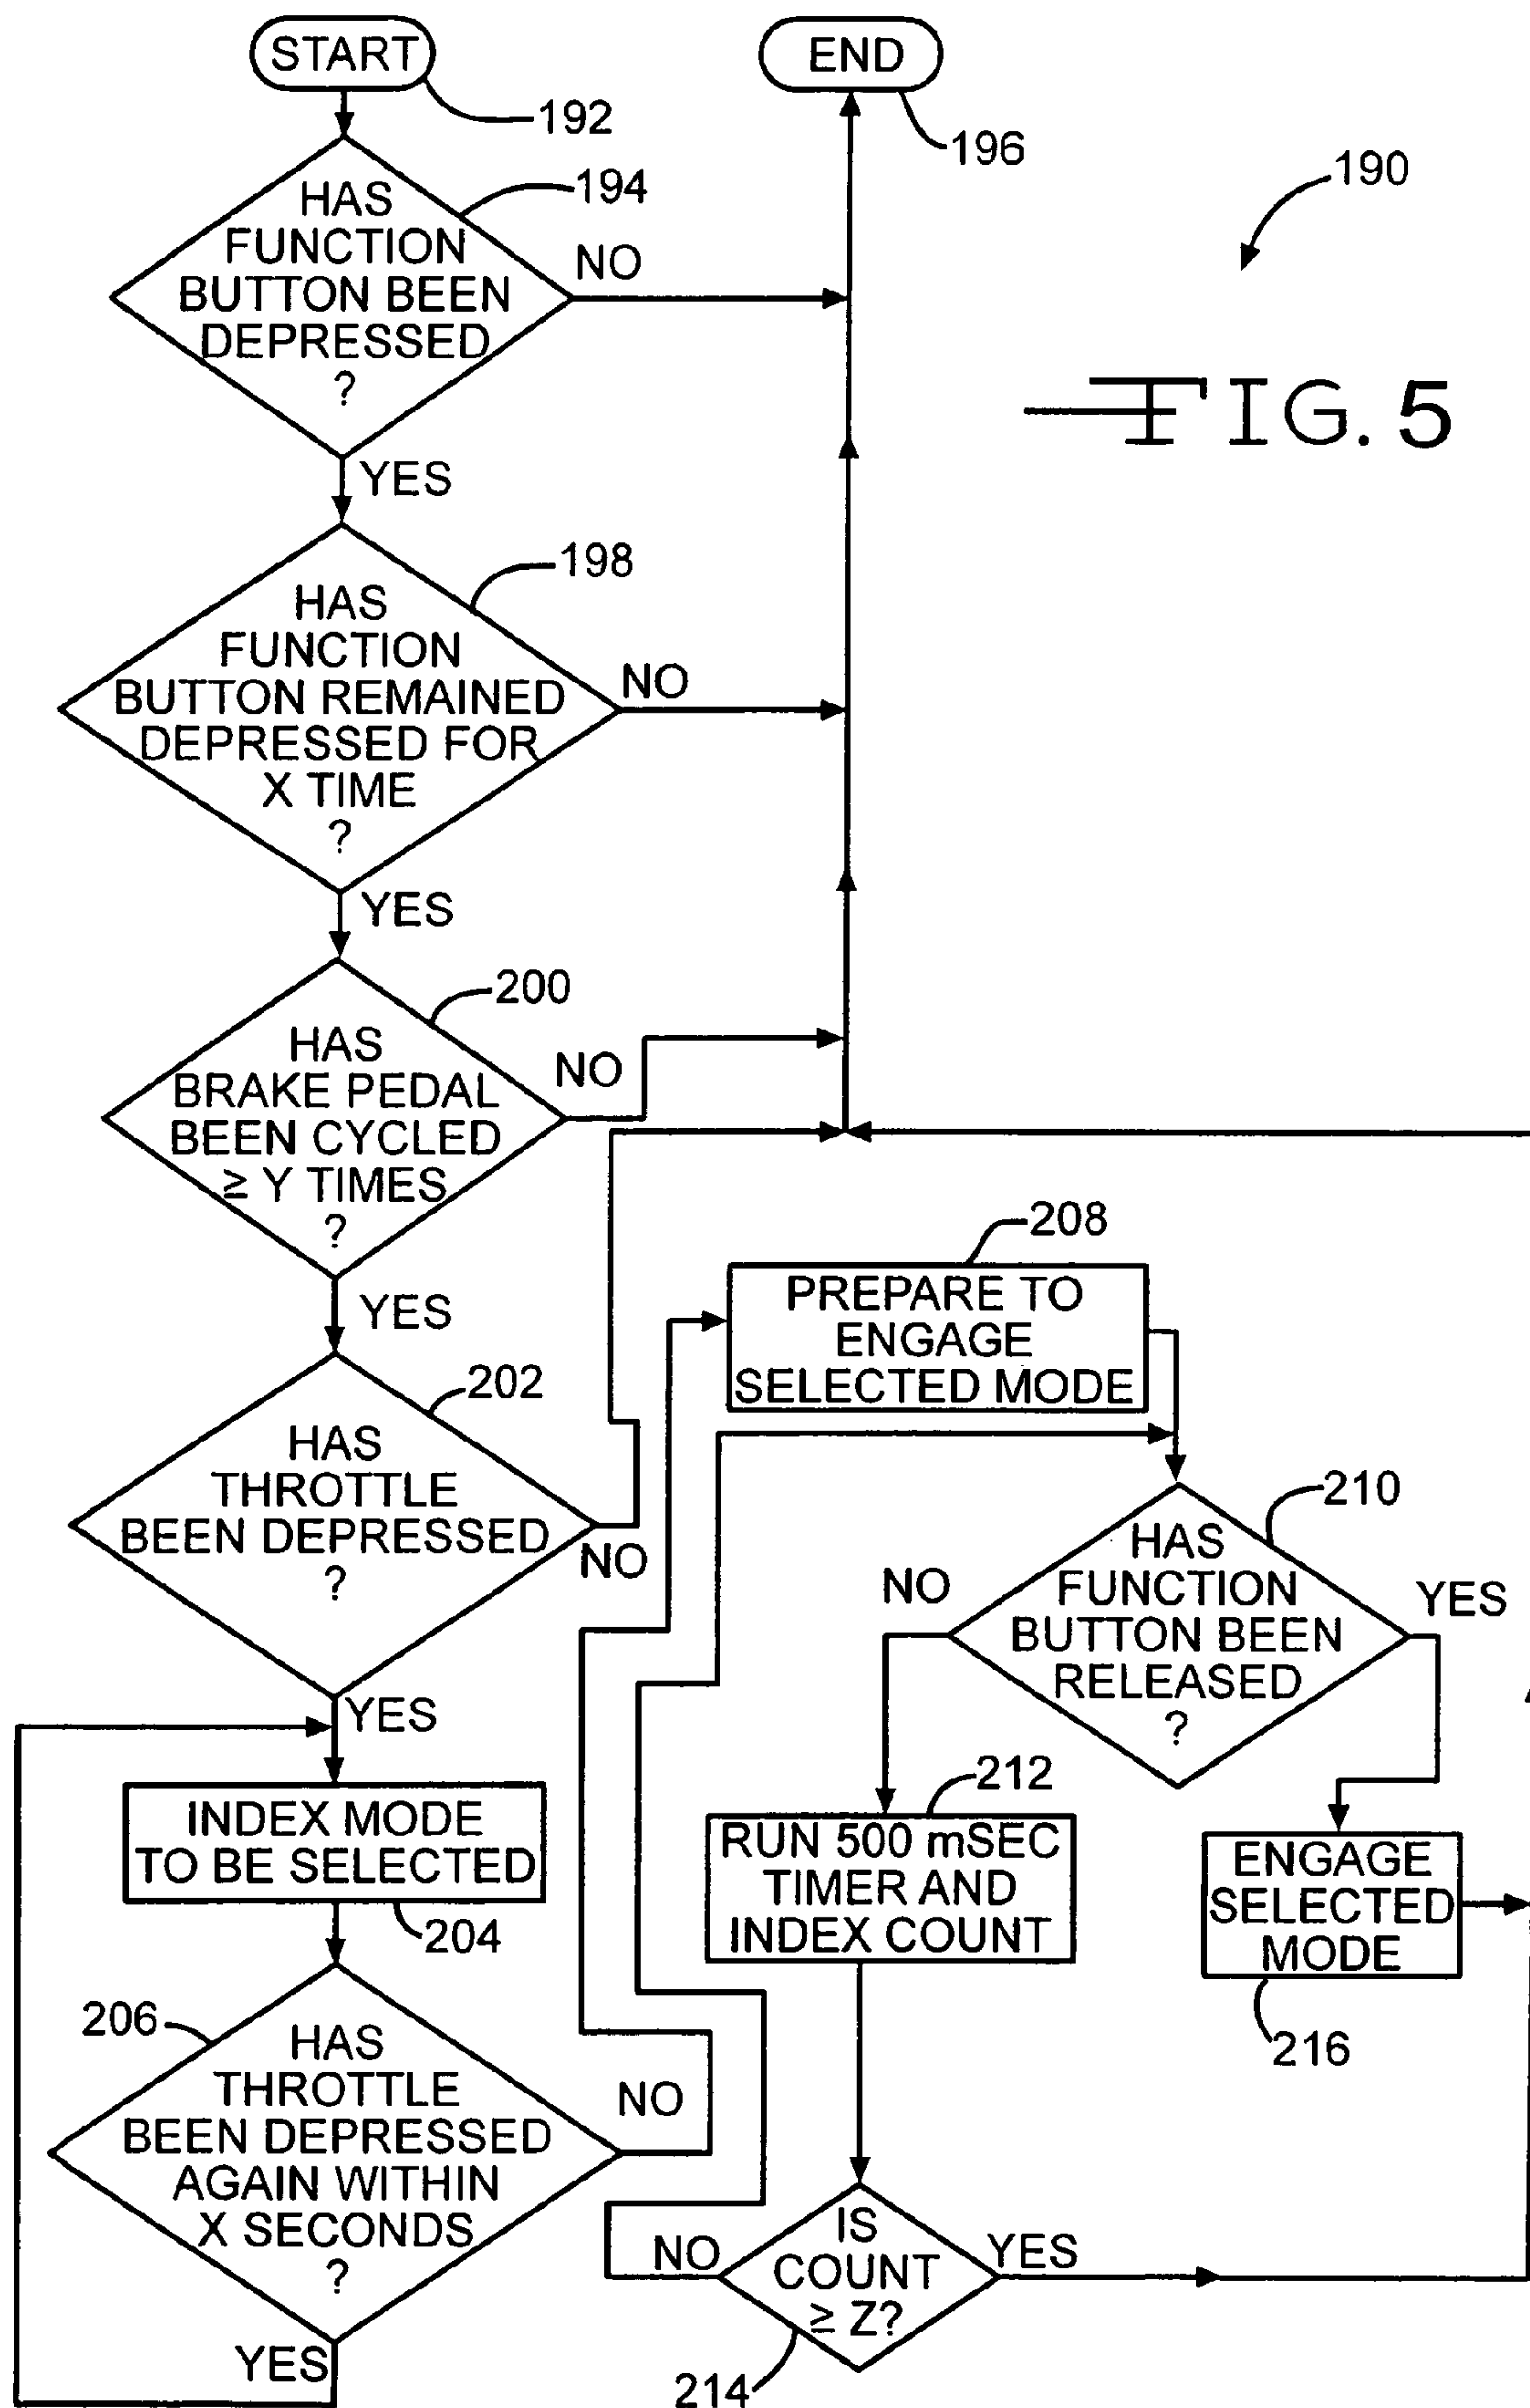 START
192
END
196
190
FIG. 5
HAS
FUNCTION
BUTTON BEEN
DEPRESSED
?
194
NO
YES
HAS
FUNCTION
BUTTON REMAINED
DEPRESSED FOR
X TIME
?
198
NO
YES
HAS
BRAKE PEDAL
BEEN CYCLED
≥ Y TIMES
?
200
NO
YES
HAS
THROTTLE
BEEN DEPRESSED
?
202
NO
YES
INDEX MODE
TO BE SELECTED
204
HAS
THROTTLE
BEEN DEPRESSED
AGAIN WITHIN
X SECONDS
?
206
NO
YES
PREPARE TO
ENGAGE
SELECTED MODE
208
HAS
FUNCTION
BUTTON BEEN
RELEASED
?
210
NO
YES
RUN 500 mSEC
TIMER AND
INDEX COUNT
212
ENGAGE
SELECTED
MODE
216
IS
COUNT
≥ Z?
214
NO
YES